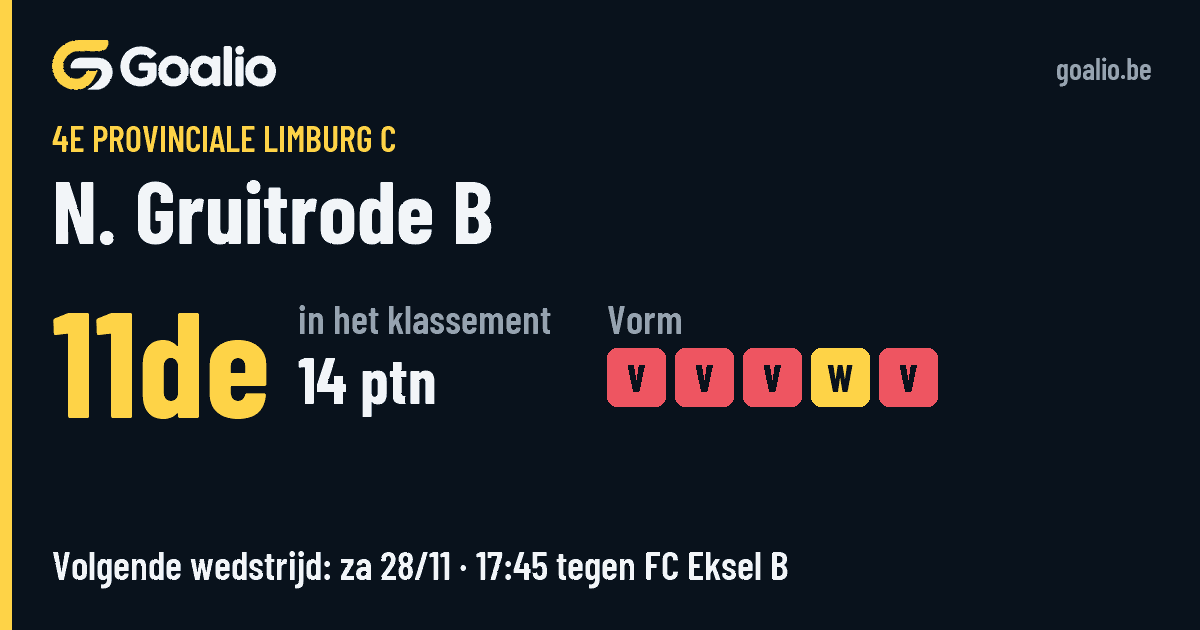 Goalio
goalio.be
4E PROVINCIALE LIMBURG C
N. Gruitrode B
11de
in het klassement
14 ptn
Vorm
V V V W V
Volgende wedstrijd: za 28/11 · 17:45 tegen FC Eksel B